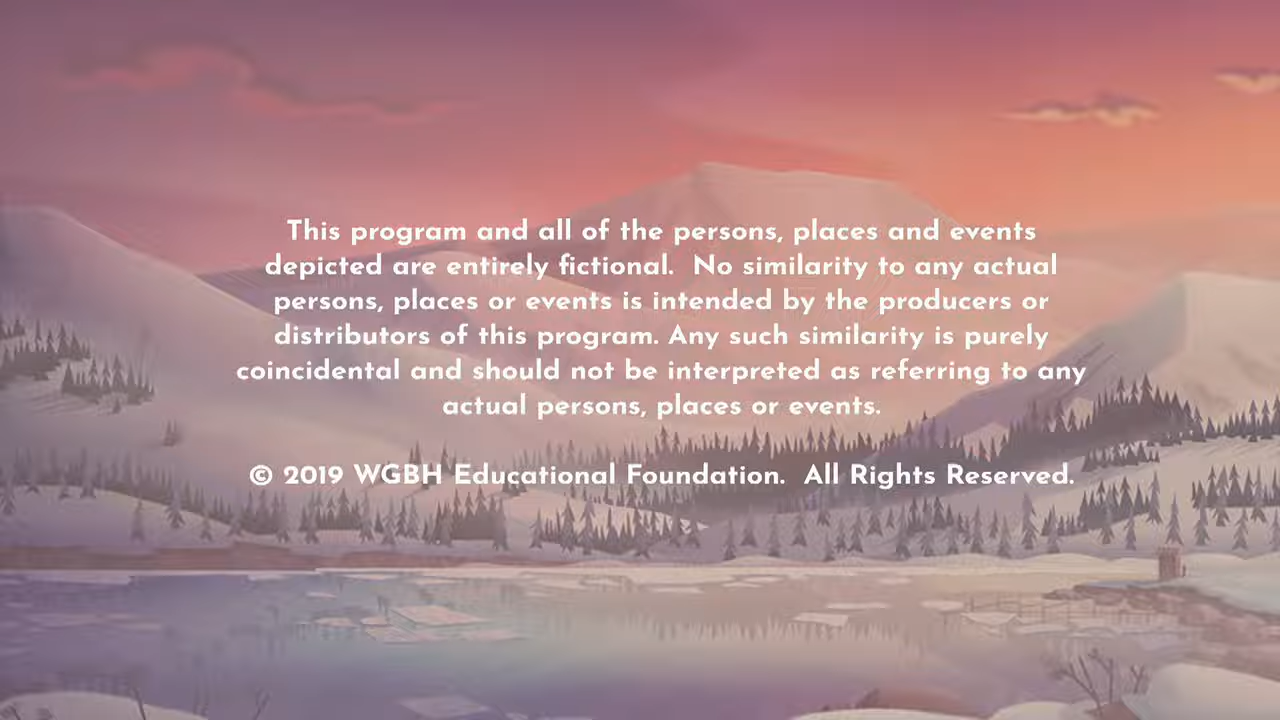 This program and all of the persons, places and events
depicted are entirely fictional.  No similarity to any actual
persons, places or events is intended by the producers or
distributors of this program. Any such similarity is purely
coincidental and should not be interpreted as referring to any
actual persons, places or events.
© 2019 WGBH Educational Foundation.  All Rights Reserved.